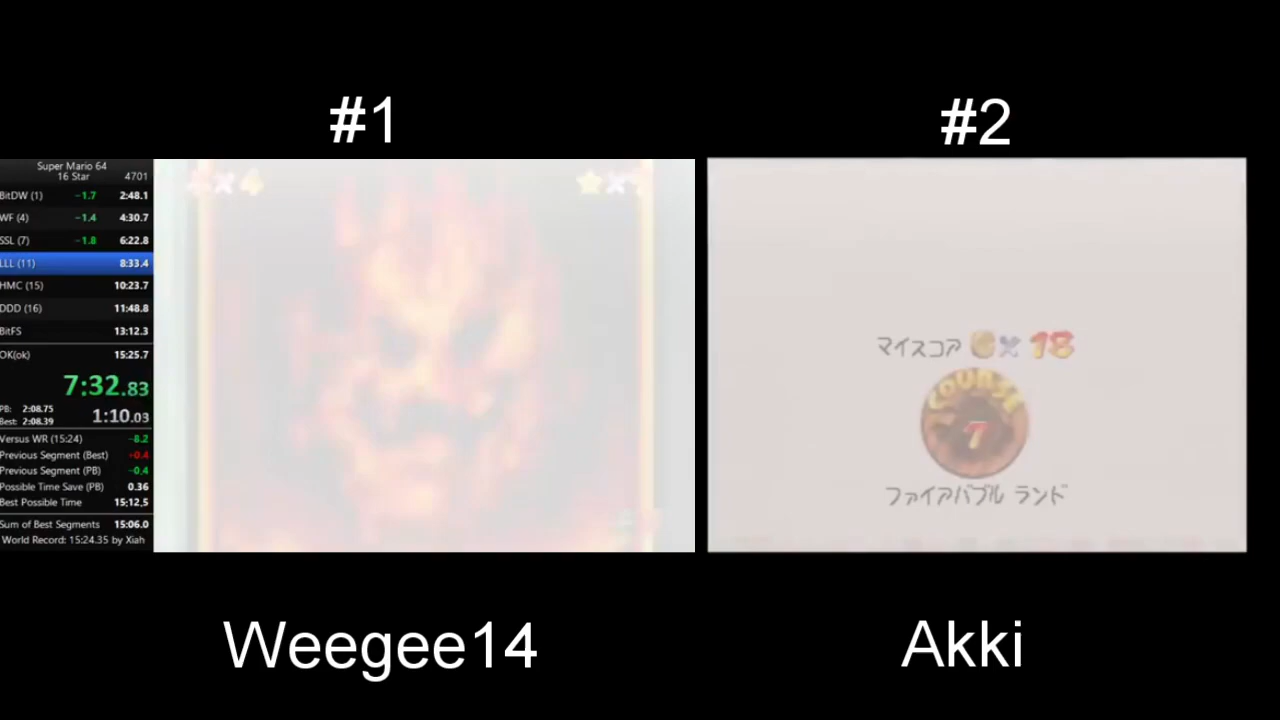 #1
#2
Super Mario 64
16 Star 4701
BitDW (1) -1.7 2:48.1
WF (4) -1.4 4:30.7
SSL (7) -1.8 6:22.8
LLL (11) 8:33.4
HMC (15) 10:23.7
DDD (16) 11:48.8
BitFS 13:12.3
OK(ok) 15:25.7
7:32.83
PB: 2:08.75
Best: 2:08.39
1:10.03
Versus WR (15:24) -8.2
Previous Segment (Best) +0.4
Previous Segment (PB) -0.4
Possible Time Save (PB) 0.36
Best Possible Time 15:12.5
Sum of Best Segments 15:06.0
World Record: 15:24.35 by Xiah
×4
×
マイスコア × 18
COURSE
7
ファイアバブル ランド
Weegee14
Akki